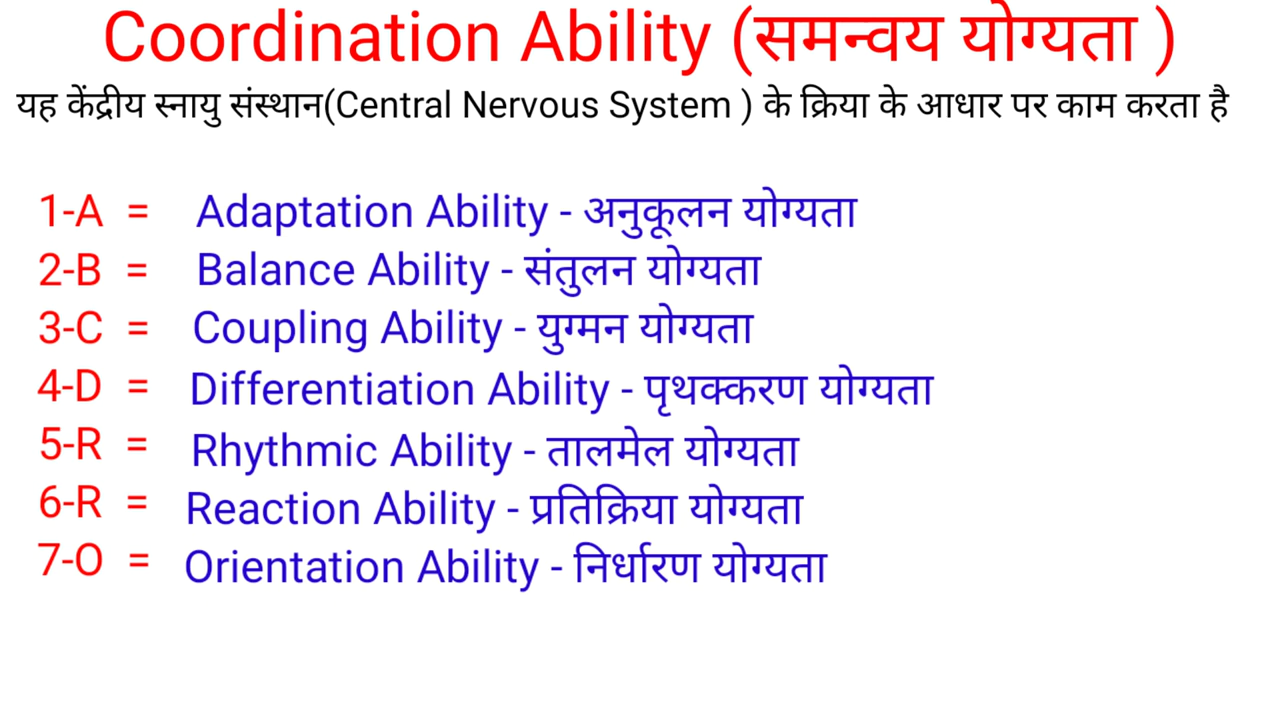 Coordination Ability (समन्वय योग्यता )
यह केंद्रीय स्नायु संस्थान(Central Nervous System ) के क्रिया के आधार पर काम करता है
1-A = Adaptation Ability - अनुकूलन योग्यता
2-B = Balance Ability - संतुलन योग्यता
3-C = Coupling Ability - युग्मन योग्यता
4-D = Differentiation Ability - पृथक्करण योग्यता
5-R = Rhythmic Ability - तालमेल योग्यता
6-R = Reaction Ability - प्रतिक्रिया योग्यता
7-O = Orientation Ability - निर्धारण योग्यता